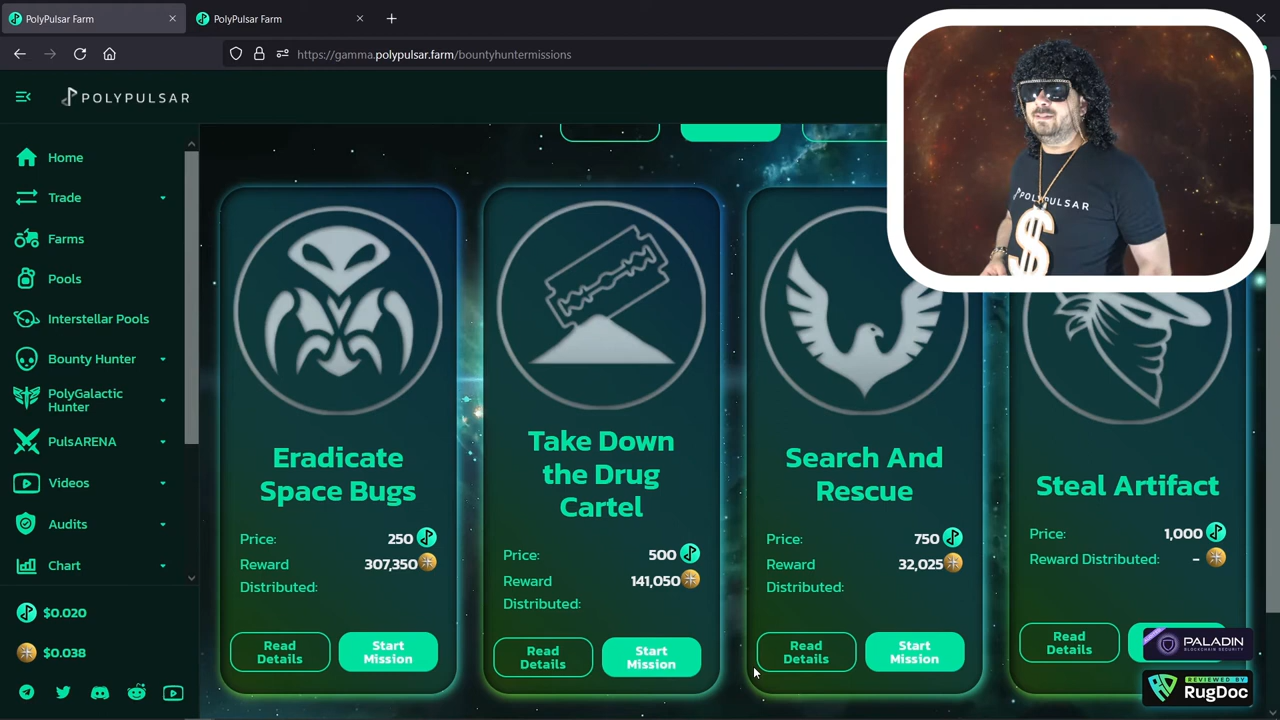 PolyPulsar Farm
PolyPulsar Farm
https://gamma.polypulsar.farm/bountyhuntermissions
POLYPULSAR
Home
Trade
Farms
Pools
Interstellar Pools
Bounty Hunter
PolyGalactic
Hunter
PulsARENA
Videos
Audits
Chart
$0.020
$0.038
POLYPULSAR
$
Eradicate
Space Bugs
Price: 250
Reward 307,350
Distributed:
Read
Details
Start
Mission
Take Down
the Drug
Cartel
Price: 500
Reward 141,050
Distributed:
Read
Details
Start
Mission
Search And
Rescue
Price: 750
Reward 32,025
Distributed:
Read
Details
Start
Mission
Steal Artifact
Price: 1,000
Reward Distributed: -
Read
Details
PALADIN
BLOCKCHAIN SECURITY
REVIEWED BY
RugDoc